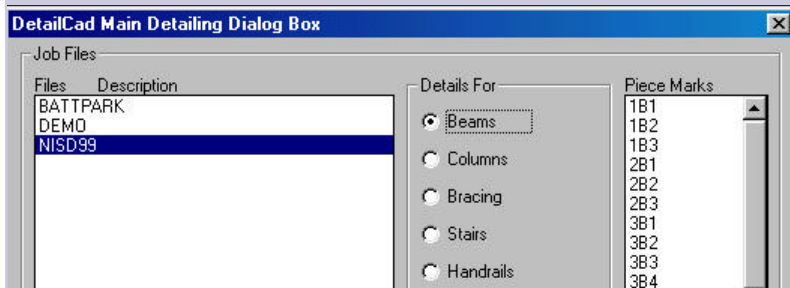 DetailCad Main Detailing Dialog Box
Job Files
Files Description
BATTPARK
DEMO
NISD99
Details For
Beams
Columns
Bracing
Stairs
Handrails
Piece Marks
1B1
1B2
1B3
2B1
2B2
2B3
3B1
3B2
3B3
3B4